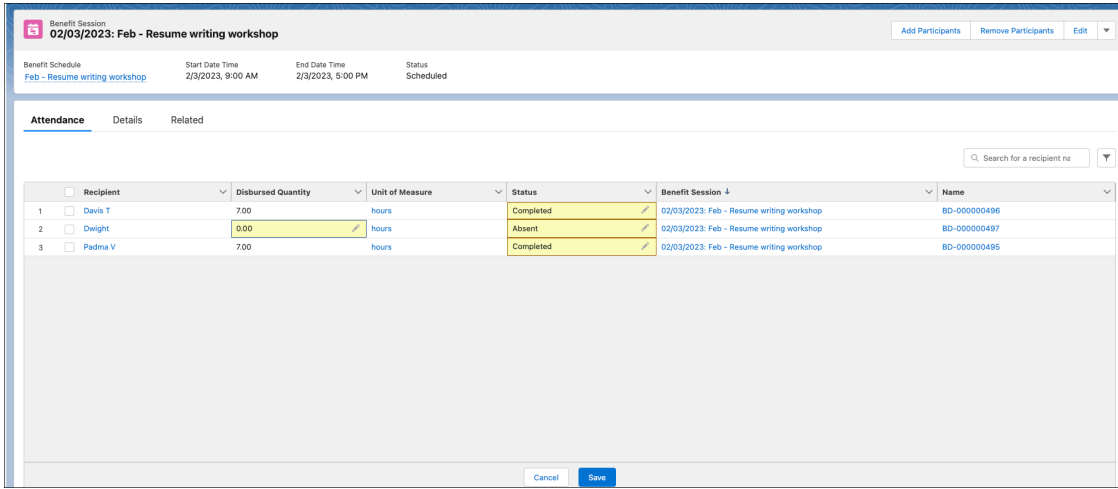 Benefit Session
02/03/2023: Feb - Resume writing workshop
Add Participants Remove Participants Edit
Benefit Schedule Start Date Time End Date Time Status
Feb - Resume writing workshop 2/3/2023, 9:00 AM 2/3/2023, 5:00 PM Scheduled
Attendance Details Related
Search for a recipient na
Recipient Disbursed Quantity Unit of Measure Status Benefit Session Name
1 Davis T 7.00 hours Completed 02/03/2023: Feb - Resume writing workshop BD-000000496
2 Dwight 0.00 hours Absent 02/03/2023: Feb - Resume writing workshop BD-000000497
3 Padma V 7.00 hours Completed 02/03/2023: Feb - Resume writing workshop BD-000000495
Cancel Save